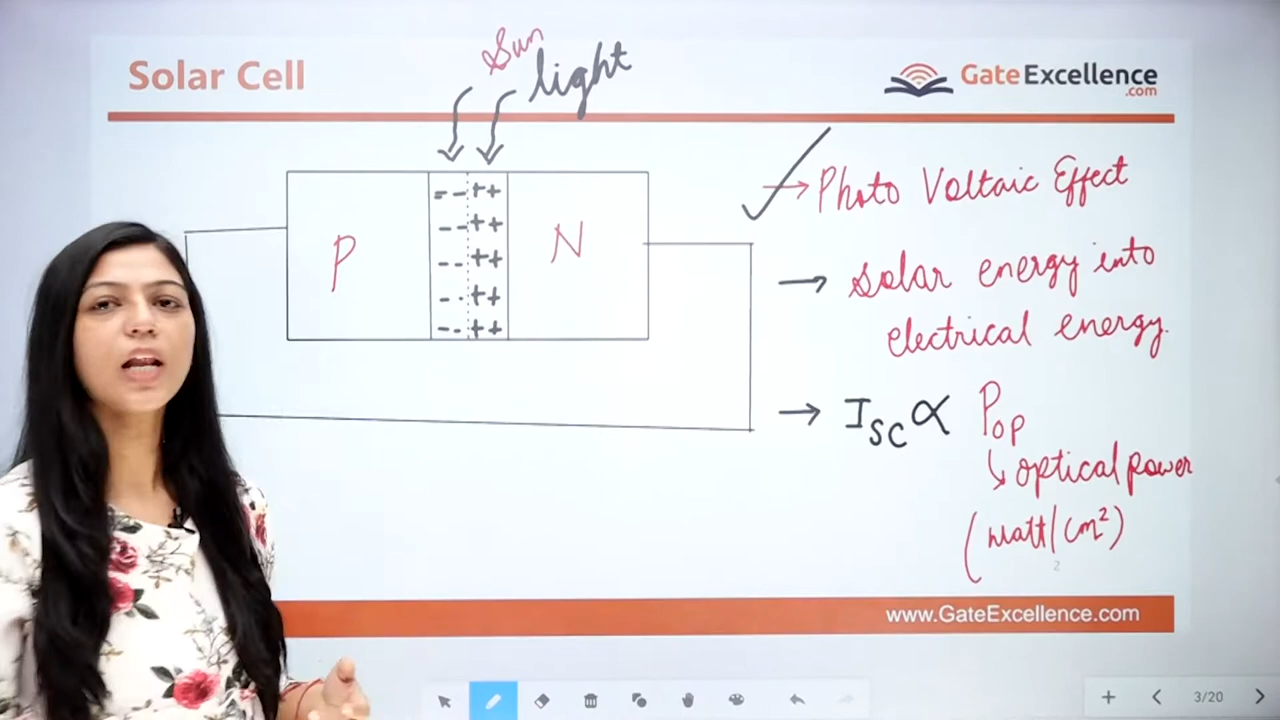 Solar Cell
Sun
light
GateExcellence
.com
P
- - + +
- - + +
- - + +
- - + +
- - + +
N
→ Photo Voltaic Effect
→ solar energy into
electrical energy.
→ ISC ∝ POP
↳ optical power
(watt/cm²)
2
www.GateExcellence.com
3/20